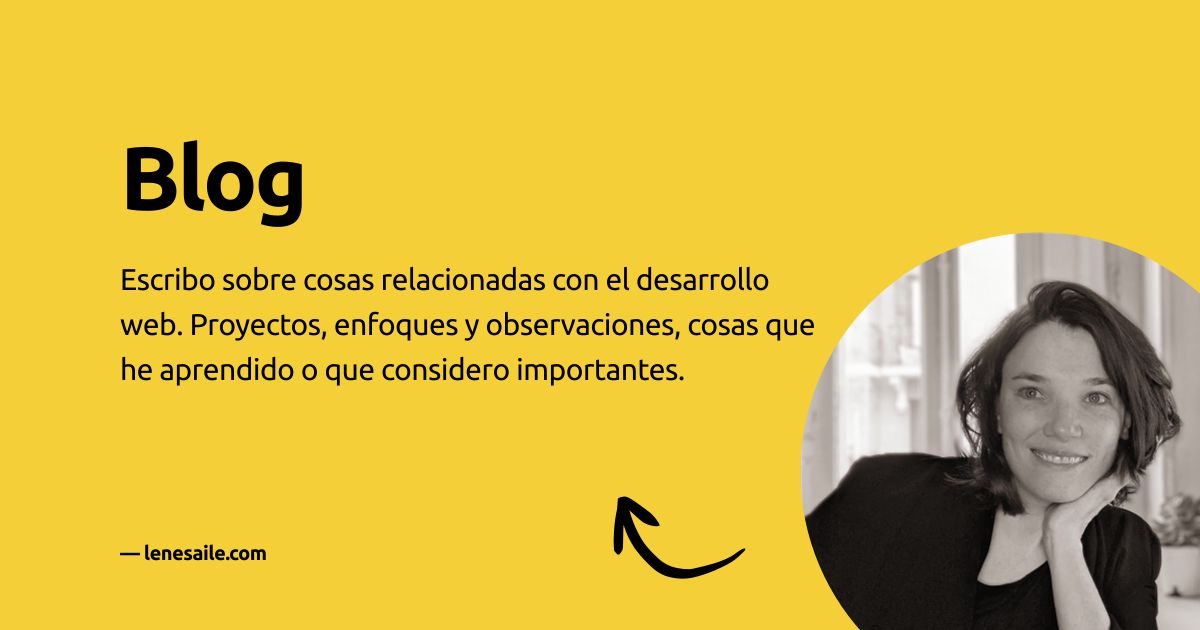 Blog
Escribo sobre cosas relacionadas con el desarrollo
web. Proyectos, enfoques y observaciones, cosas que
he aprendido o que considero importantes.
— lenesaile.com